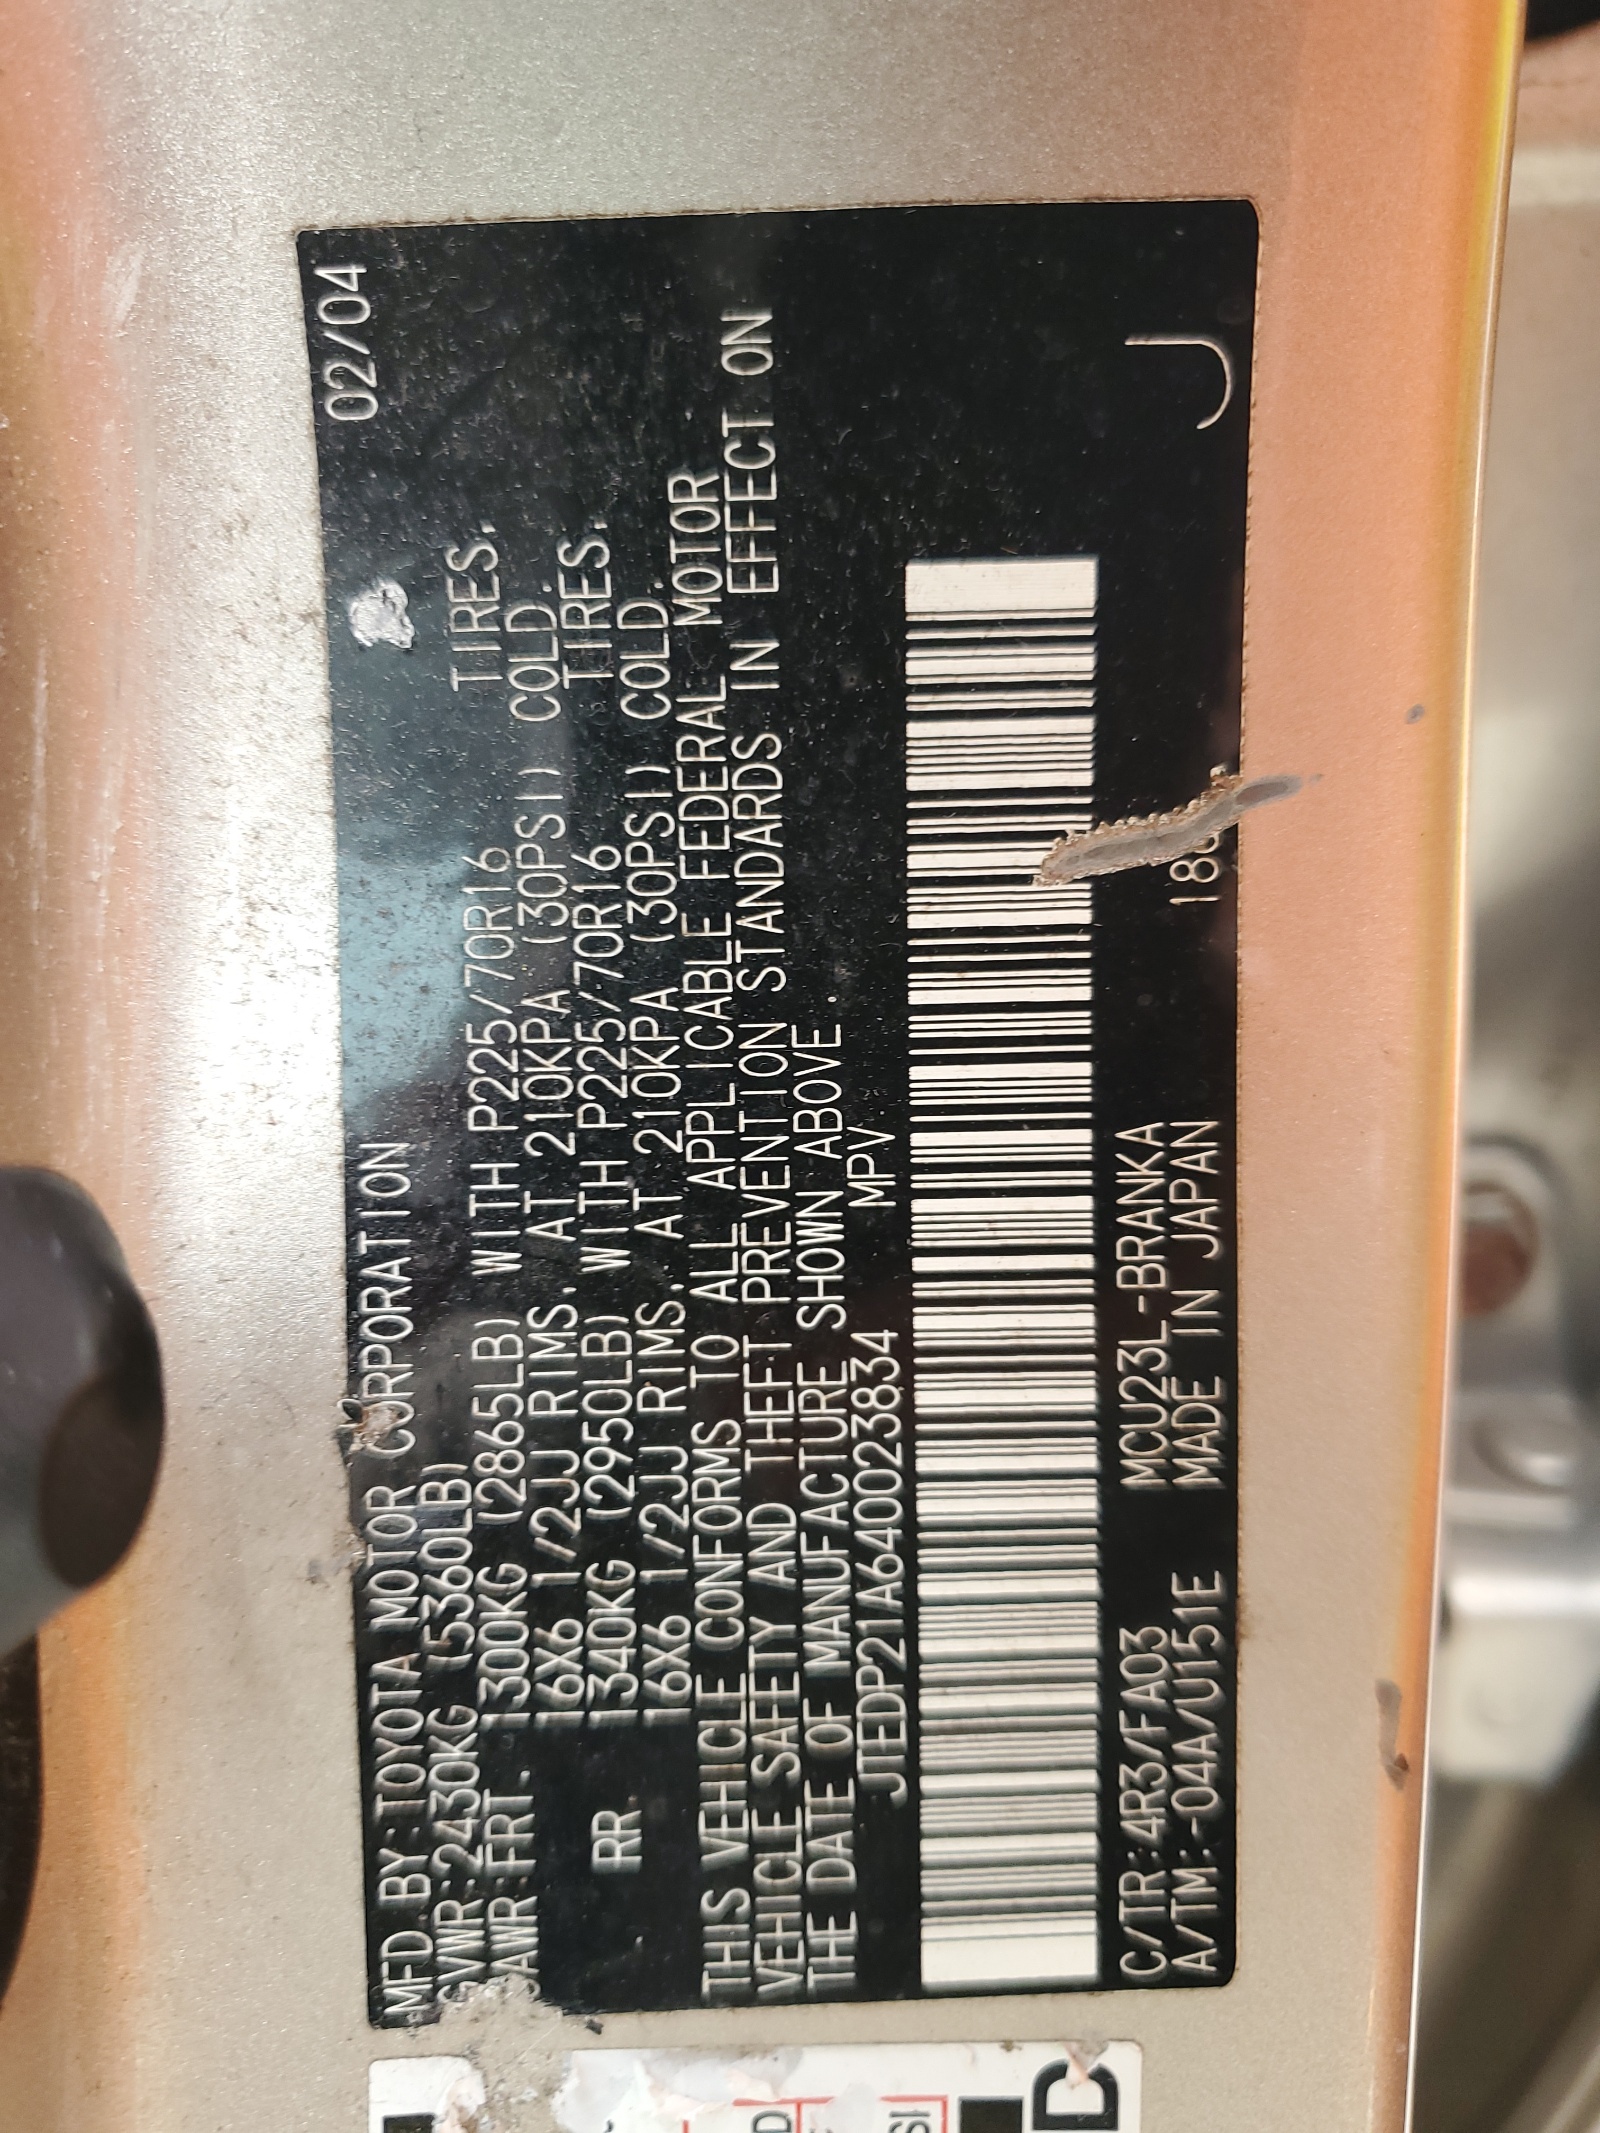 MFD. BY: TOYOTA MOTOR CORPORATION 02/04
GVWR: 2430KG (5360LB)
GAWR: FRT. 1300KG (2865LB) WITH P225/70R16 TIRES.
16X6 1/2JJ RIMS, AT 210KPA (30PSI) COLD.
RR 1340KG (2950LB) WITH P225/70R16 TIRES.
16X6 1/2JJ RIMS, AT 210KPA (30PSI) COLD.
THIS VEHICLE CONFORMS TO ALL APPLICABLE FEDERAL MOTOR
VEHICLE SAFETY AND THEFT PREVENTION STANDARDS IN EFFECT ON
THE DATE OF MANUFACTURE SHOWN ABOVE.
JTEDP21A640023834 MPV
C/TR: 4R3/FA03 MCU23L-BRANKA
A/TM: -04A/U151E MADE IN JAPAN
J